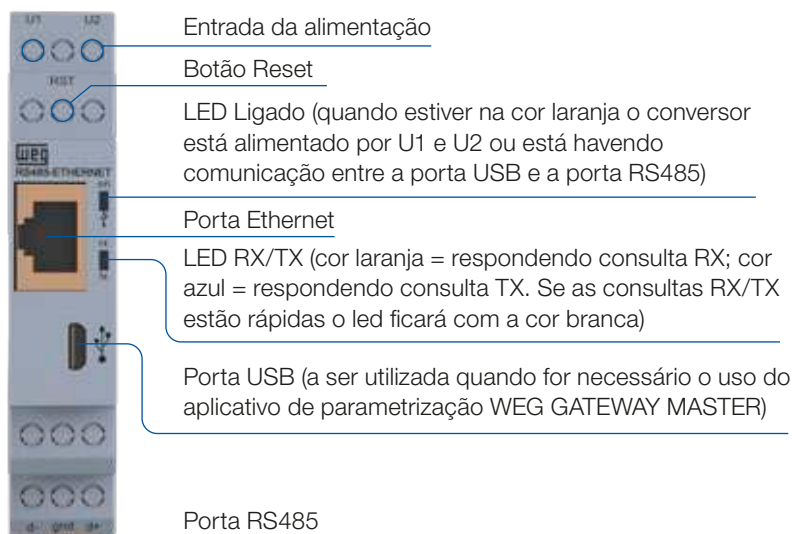 U1 U2
Entrada da alimentação
Botão Reset
RST
LED Ligado (quando estiver na cor laranja o conversor
está alimentado por U1 e U2 ou está havendo
comunicação entre a porta USB e a porta RS485)
weg
RS485-ETHERNET
Porta Ethernet
LED RX/TX (cor laranja = respondendo consulta RX; cor
azul = respondendo consulta TX. Se as consultas RX/TX
estão rápidas o led ficará com a cor branca)
Porta USB (a ser utilizada quando for necessário o uso do
aplicativo de parametrização WEG GATEWAY MASTER)
Porta RS485
d- gnd d+